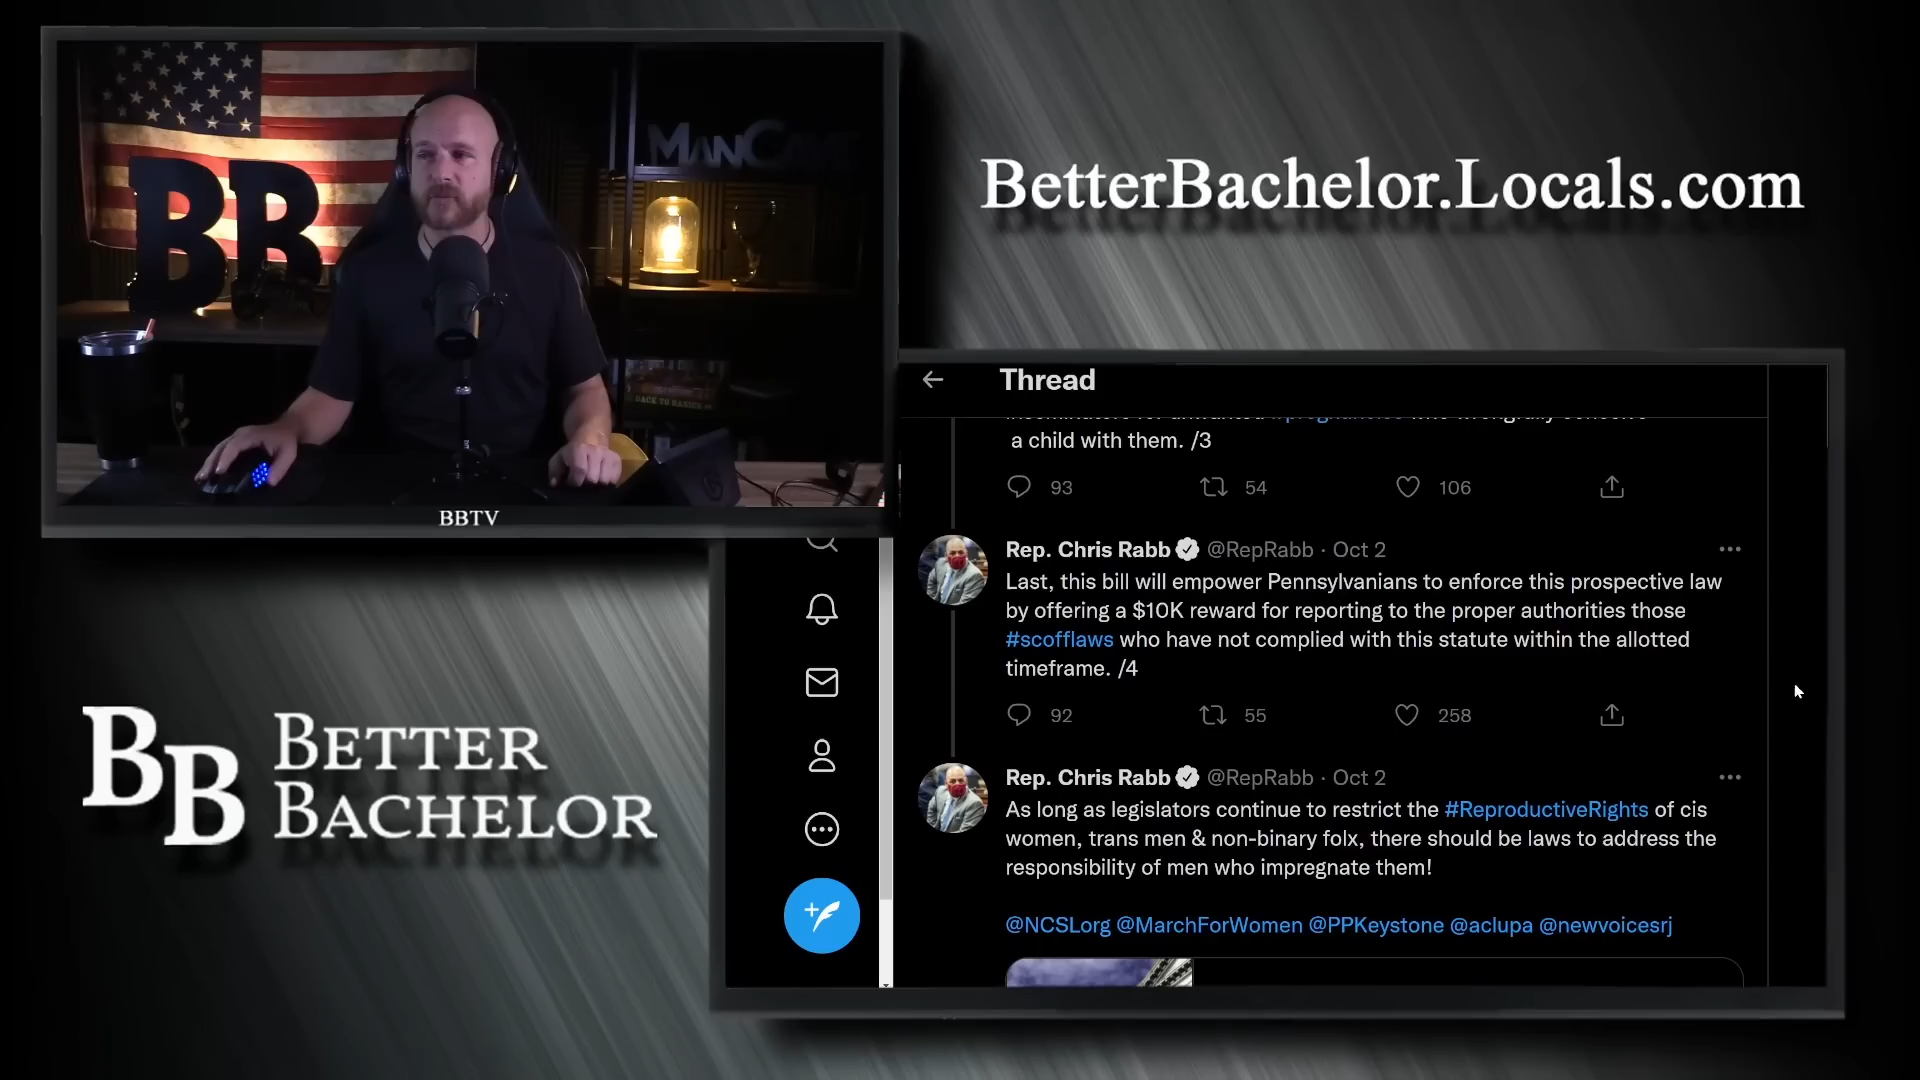 BB
MANCAVE
BACK TO BASICS
BBTV
BetterBachelor.Locals.com
BB BETTER
BACHELOR
Thread
a child with them. /3
93 54 106
Rep. Chris Rabb @RepRabb · Oct 2
Last, this bill will empower Pennsylvanians to enforce this prospective law
by offering a $10K reward for reporting to the proper authorities those
#scofflaws who have not complied with this statute within the allotted
timeframe. /4
92 55 258
Rep. Chris Rabb @RepRabb · Oct 2
As long as legislators continue to restrict the #ReproductiveRights of cis
women, trans men & non-binary folx, there should be laws to address the
responsibility of men who impregnate them!
@NCSLorg @MarchForWomen @PPKeystone @aclupa @newvoicesrj